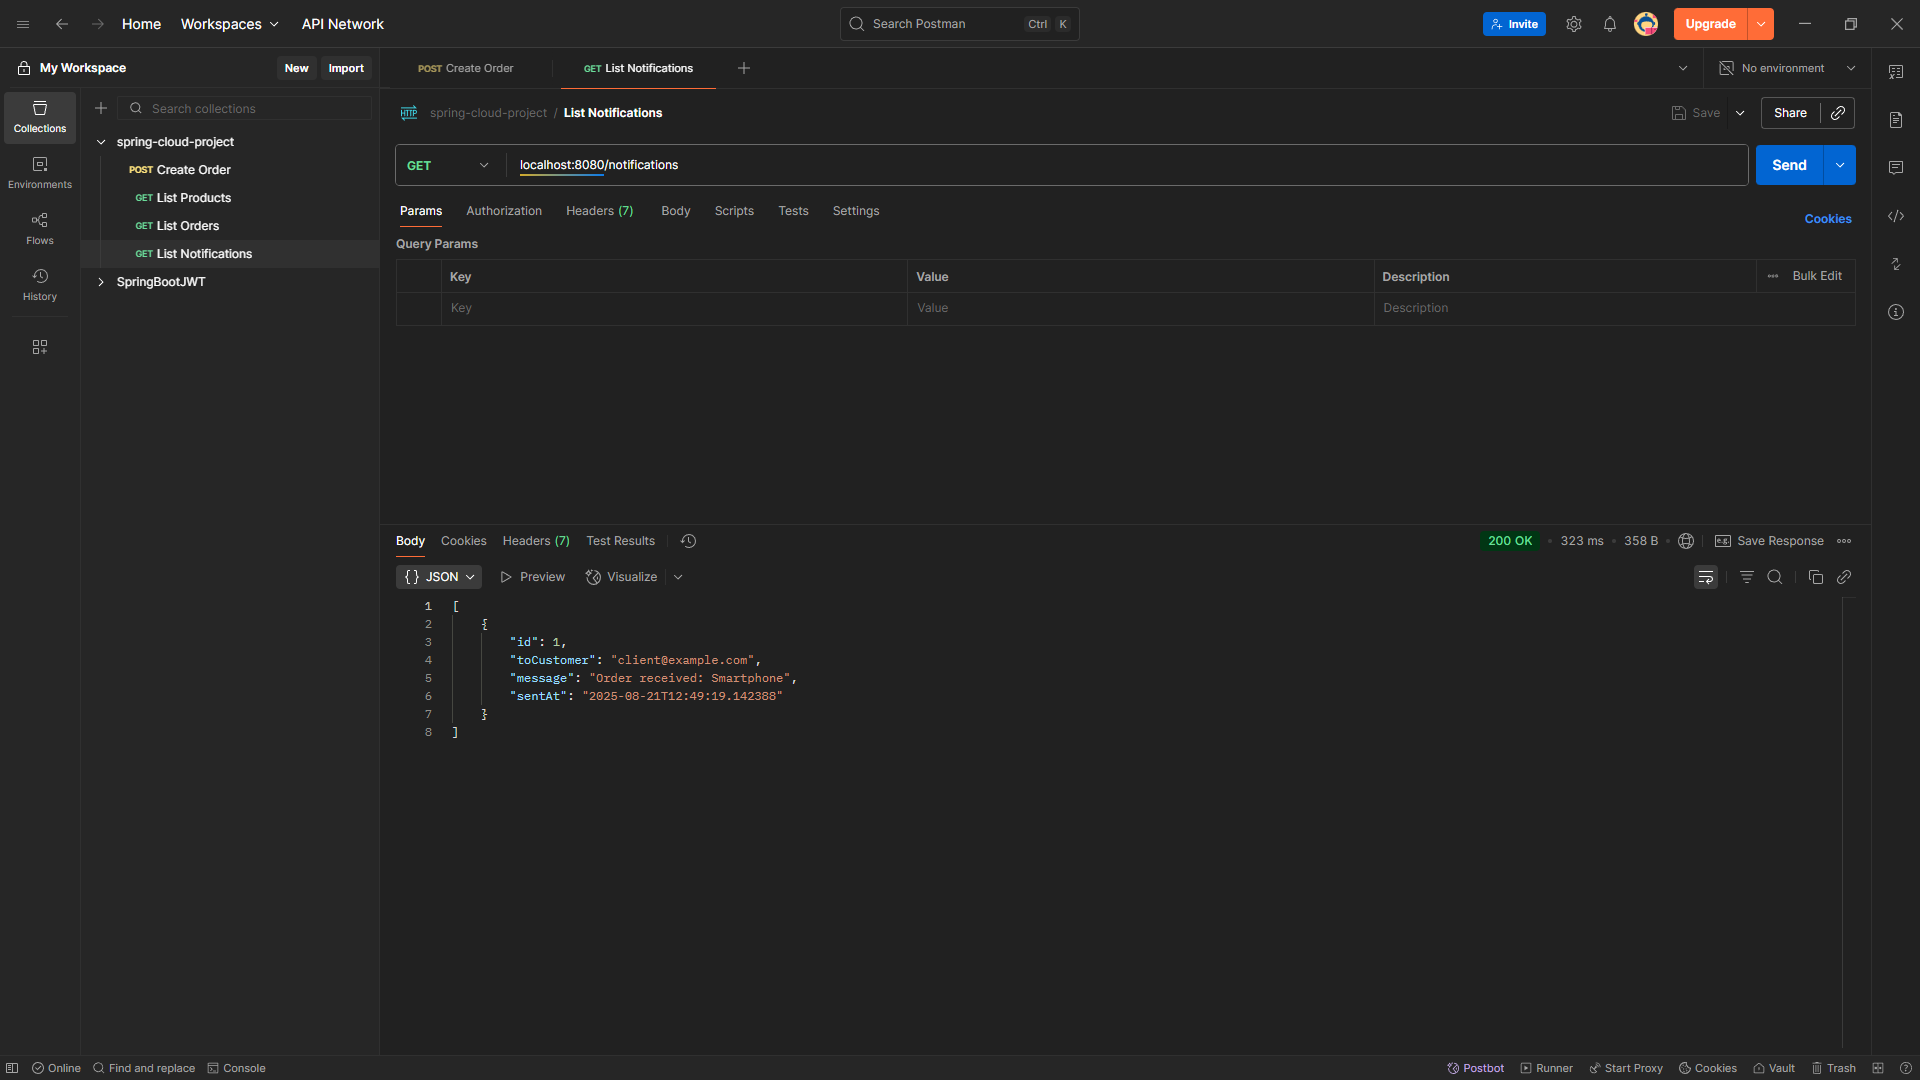 Home Workspaces API Network Search Postman Ctrl K Invite Upgrade
My Workspace New Import POST Create Order GET List Notifications No environment
Search collections
Collections
Environments
Flows
History
spring-cloud-project
POST Create Order
GET List Products
GET List Orders
GET List Notifications
SpringBootJWT
HTTP spring-cloud-project / List Notifications Save Share
GET localhost:8080/notifications Send
Params Authorization Headers (7) Body Scripts Tests Settings Cookies
Query Params
Key Value Description Bulk Edit
Key Value Description
Body Cookies Headers (7) Test Results 200 OK 323 ms 358 B e.g. Save Response
{} JSON Preview Visualize
1 [
2 {
3 "id": 1,
4 "toCustomer": "client@example.com",
5 "message": "Order received: Smartphone",
6 "sentAt": "2025-08-21T12:49:19.142388"
7 }
8 ]
Online Find and replace Console Postbot Runner Start Proxy Cookies Vault Trash